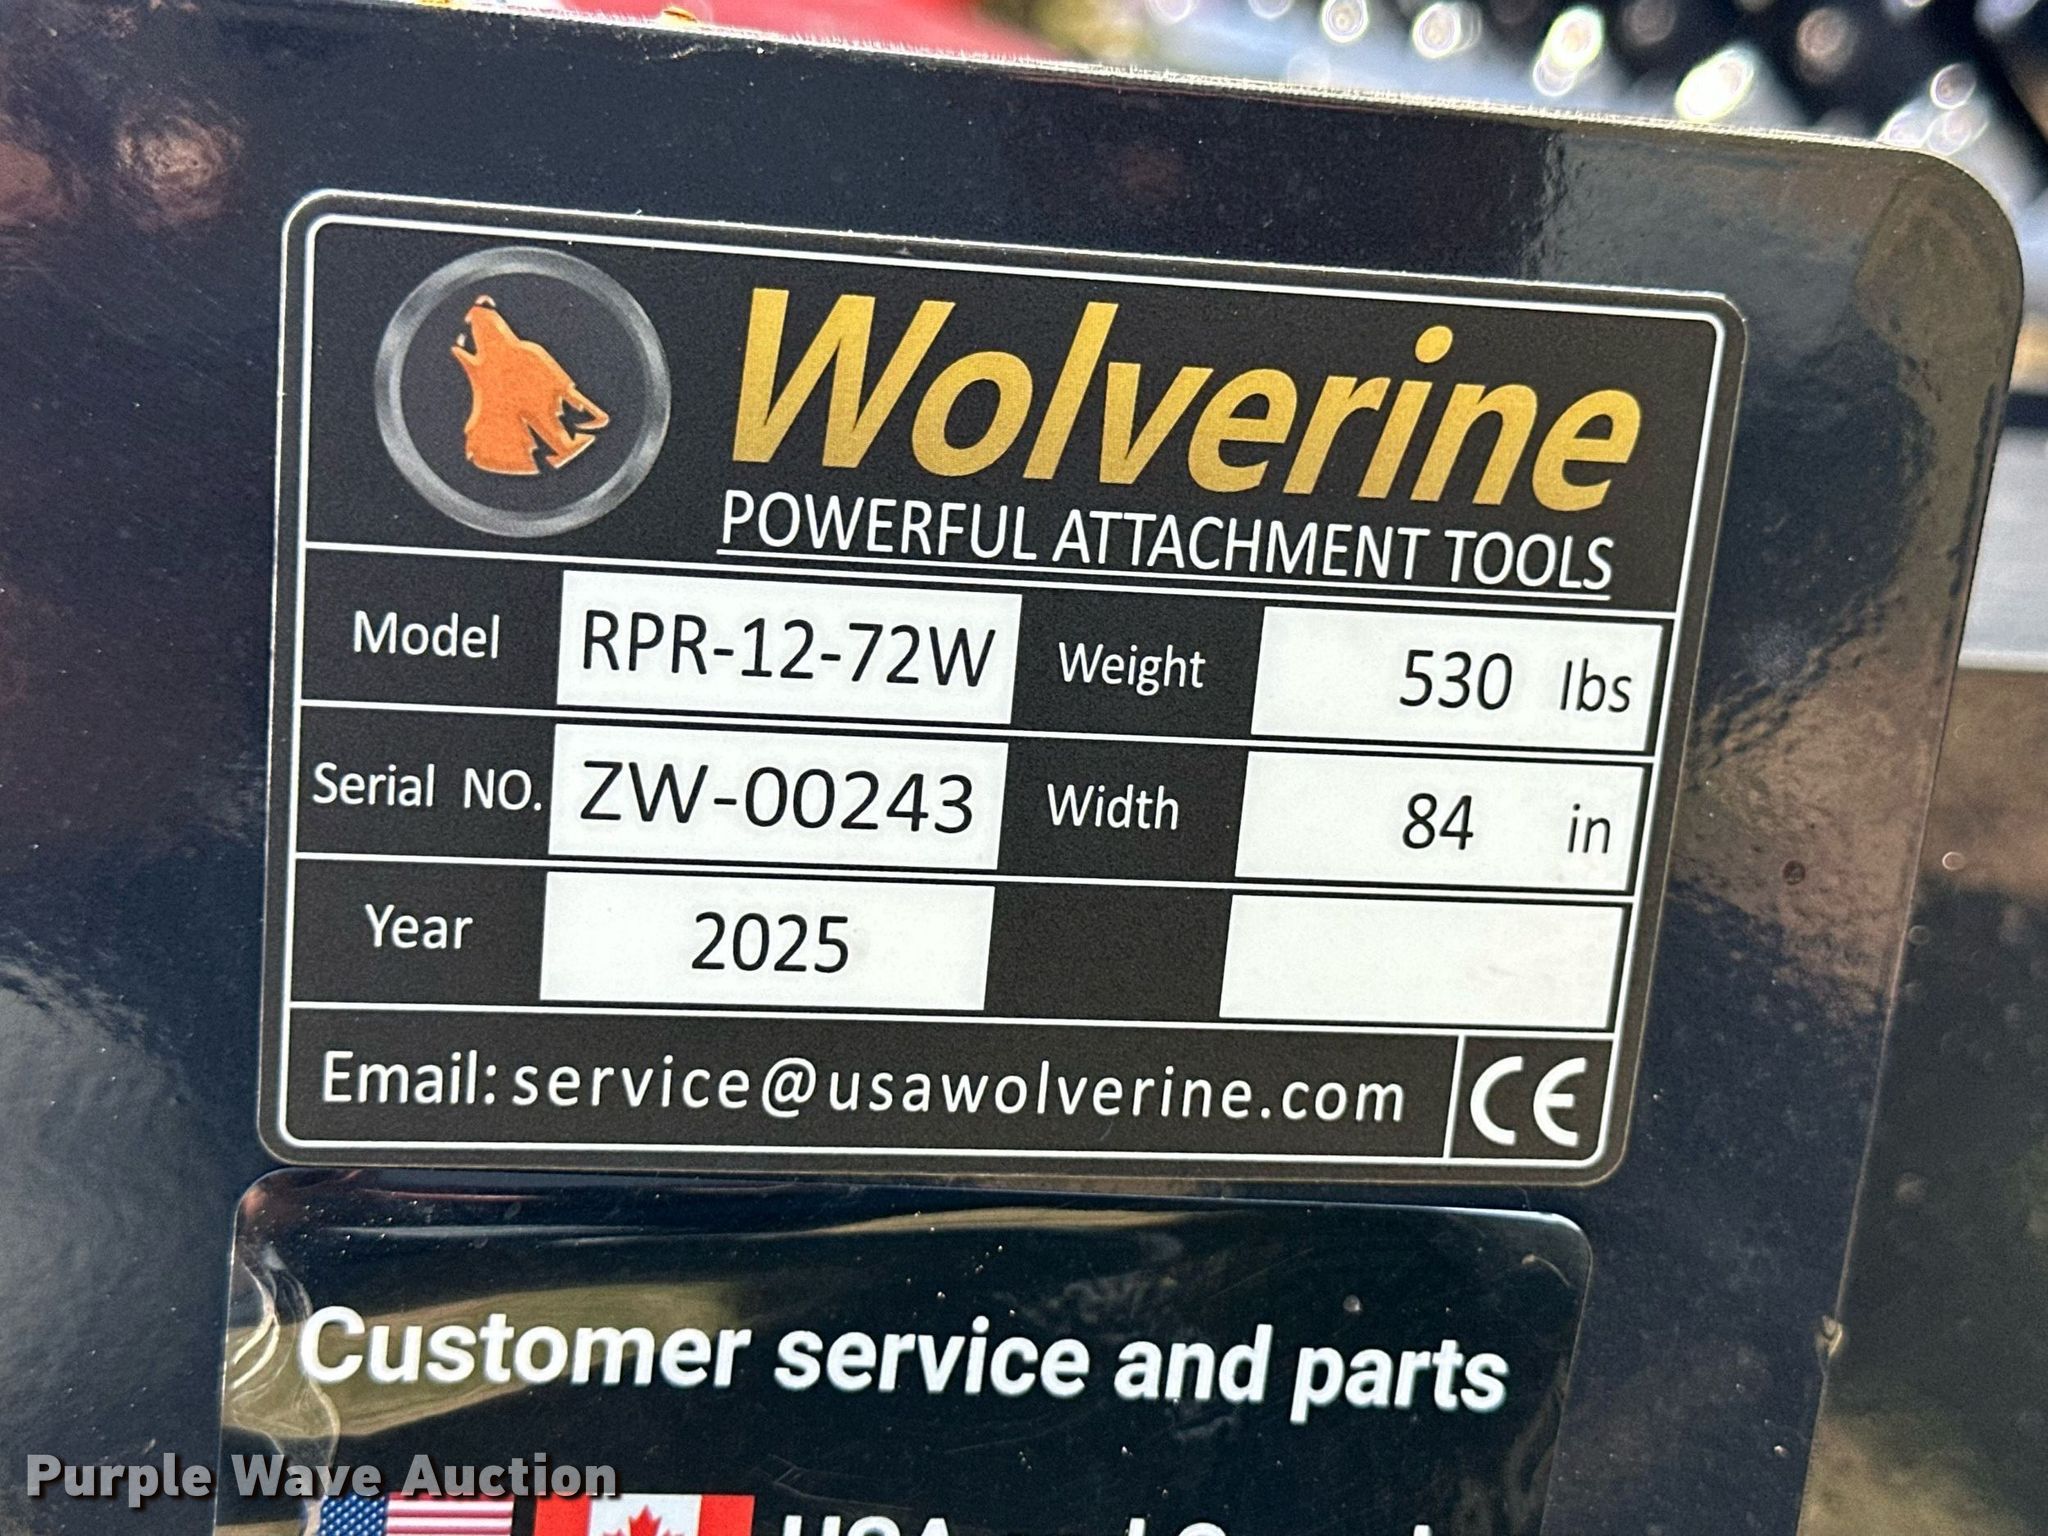 Wolverine
POWERFUL ATTACHMENT TOOLS
Model RPR-12-72W Weight 530 lbs
Serial NO. ZW-00243 Width 84 in
Year 2025
Email: service@usawolverine.com CE
Customer service and parts
Purple Wave Auction